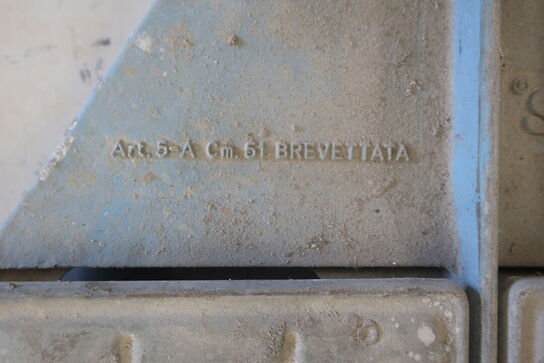 Art. 5-A Cm. 61 BREVETTATA
©